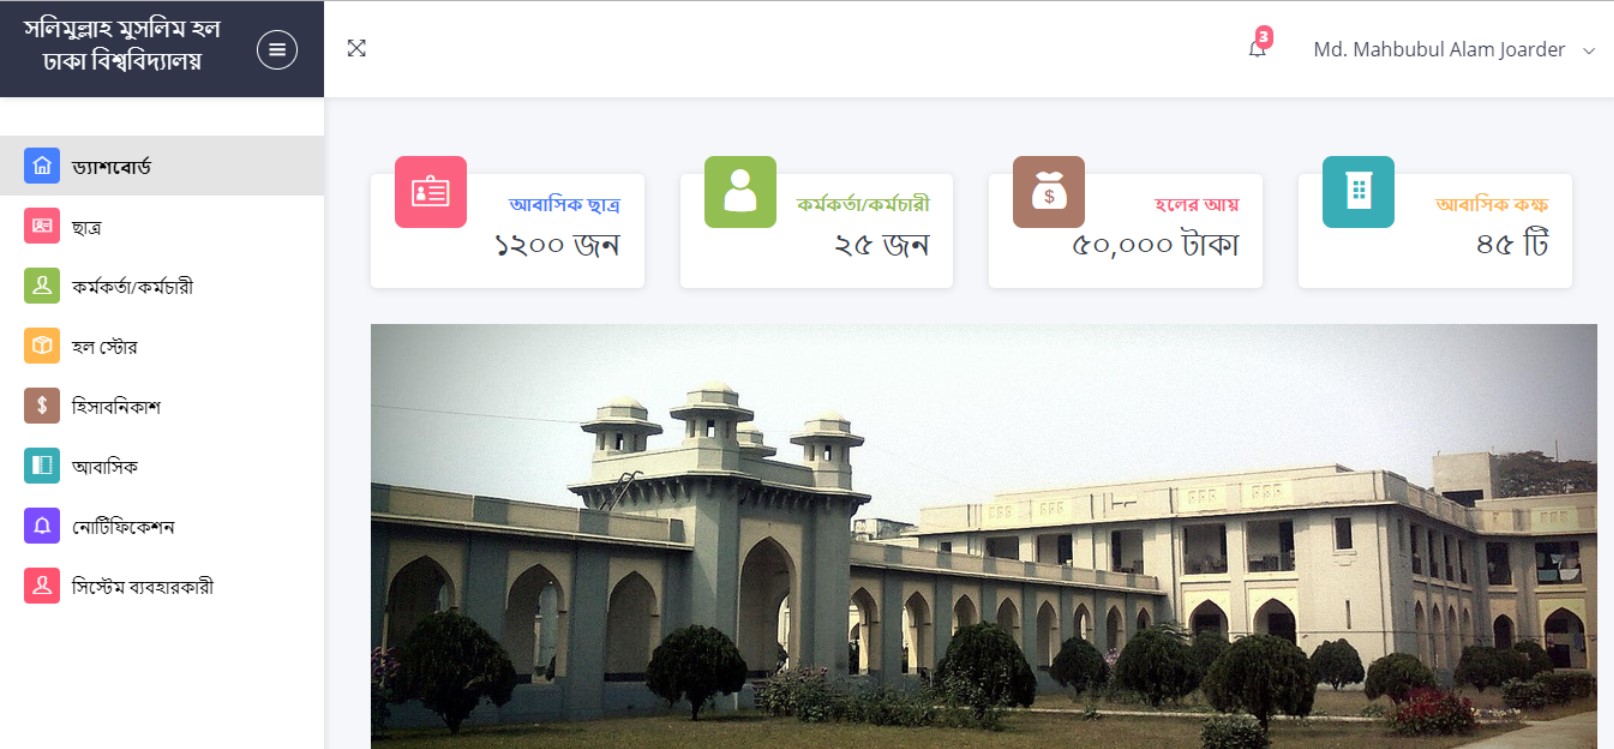 সলিমুল্লাহ মুসলিম হল
ঢাকা বিশ্ববিদ্যালয়
3
Md. Mahbubul Alam Joarder
ড্যাশবোর্ড
ছাত্র
কর্মকর্তা/কর্মচারী
হল স্টোর
হিসাবনিকাশ
আবাসিক
নোটিফিকেশন
সিস্টেম ব্যবহারকারী
আবাসিক ছাত্র
১২০০ জন
কর্মকর্তা/কর্মচারী
২৫ জন
হলের আয়
৫০,০০০ টাকা
আবাসিক কক্ষ
৪৫ টি